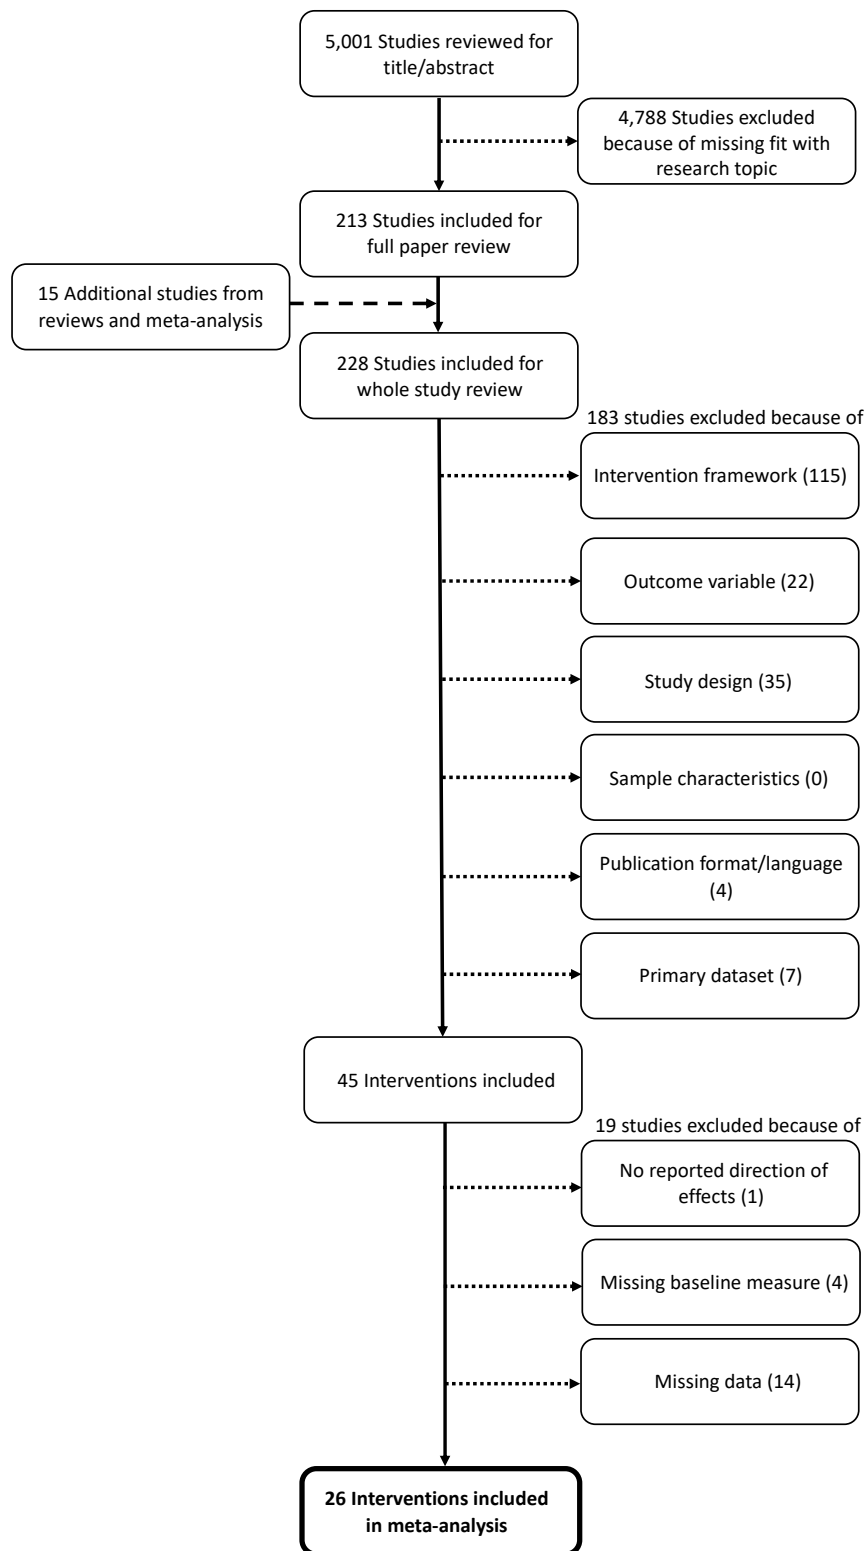 5,001 Studies reviewed for
title/abstract
4,788 Studies excluded
because of missing fit with
research topic
213 Studies included for
full paper review
15 Additional studies from
reviews and meta-analysis
228 Studies included for
whole study review
183 studies excluded because of
Intervention framework (115)
Outcome variable (22)
Study design (35)
Sample characteristics (0)
Publication format/language
(4)
Primary dataset (7)
45 Interventions included
19 studies excluded because of
No reported direction of
effects (1)
Missing baseline measure (4)
Missing data (14)
26 Interventions included
in meta-analysis